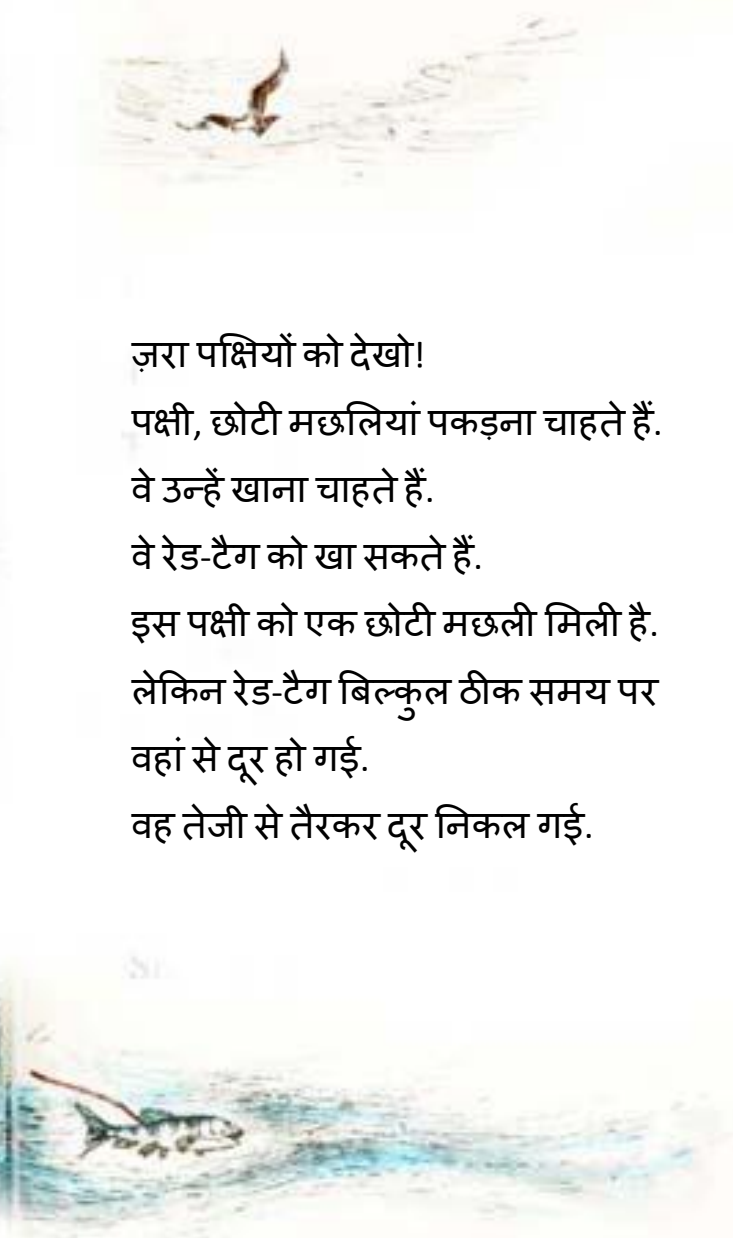 ज़रा पक्षियों को देखो!
पक्षी, छोटी मछलियां पकड़ना चाहते हैं.
वे उन्हें खाना चाहते हैं.
वे रेड-टैग को खा सकते हैं.
इस पक्षी को एक छोटी मछली मिली है.
लेकिन रेड-टैग बिल्कुल ठीक समय पर
वहां से दूर हो गई.
वह तेजी से तैरकर दूर निकल गई.